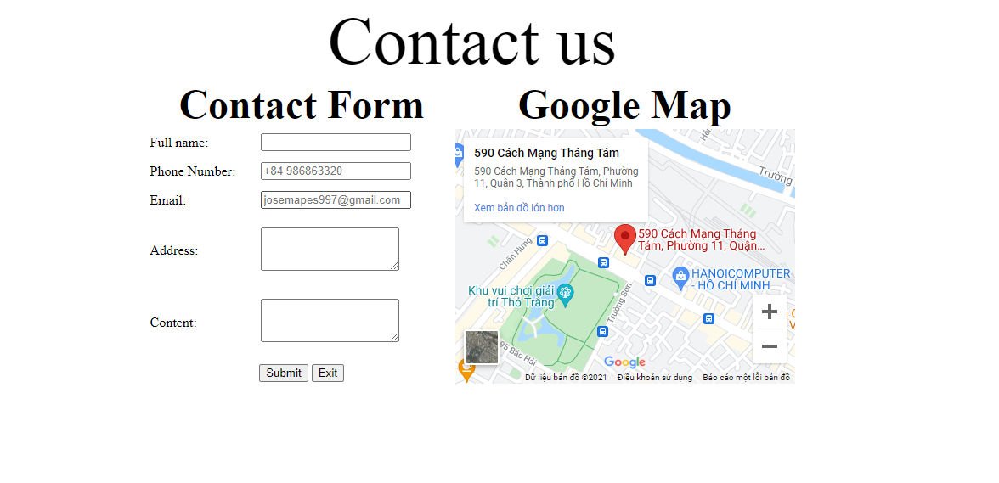 Contact us
Contact Form
Google Map
Full name:
Phone Number:
+84 986863320
Email:
josemapes997@gmail.com
Address:
Content:
Submit
Exit
590 Cách Mạng Tháng Tám
590 Cách Mạng Tháng Tám, Phường
11, Quận 3, Thành phố Hồ Chí Minh
Xem bản đồ lớn hơn
Trường
Chấn Hưng
590 Cách Mạng Tháng
Tám, Phường 11, Quận...
HANOICOMPUTER
- HỒ CHÍ MINH
Khu vui chơi giải
trí Thỏ Trắng
Trường Sơn
95 Bác Hải
Google
Dữ liệu bản đồ ©2021
Điều khoản sử dụng
Báo cáo một lỗi bản đồ